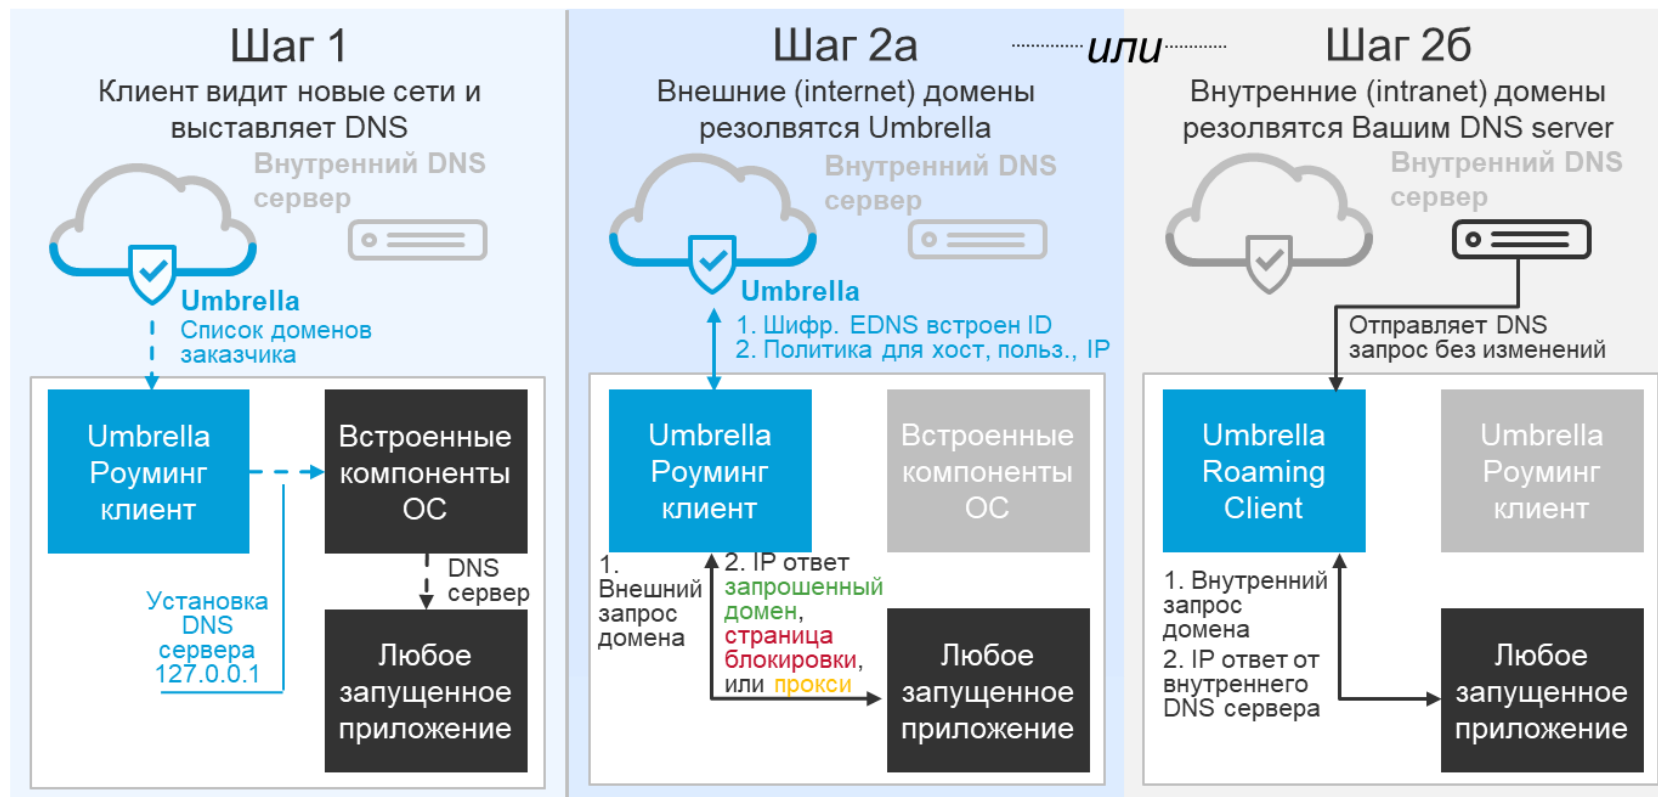 Шаг 1
Клиент видит новые сети и
выставляет DNS
Внутренний DNS
сервер
Umbrella
Список доменов
заказчика
Umbrella
Роуминг
клиент
Встроенные
компоненты
ОС
DNS
сервер
Установка
DNS
сервера
127.0.0.1
Любое
запущенное
приложение
Шаг 2а
Внешние (internet) домены
резолвятся Umbrella
Внутренний DNS
сервер
Umbrella
1. Шифр. EDNS встроен ID
2. Политика для хост, польз., IP
Umbrella
Роуминг
клиент
Встроенные
компоненты
ОС
1.
Внешний
запрос
домена
2. IP ответ
запрошенный
домен,
страница
блокировки,
или прокси
Любое
запущенное
приложение
или
Шаг 2б
Внутренние (intranet) домены
резолвятся Вашим DNS server
Внутренний DNS
сервер
Отправляет DNS
запрос без изменений
Umbrella
Roaming
Client
Umbrella
Роуминг
клиент
1. Внутренний
запрос
домена
2. IP ответ от
внутреннего
DNS сервера
Любое
запущенное
приложение